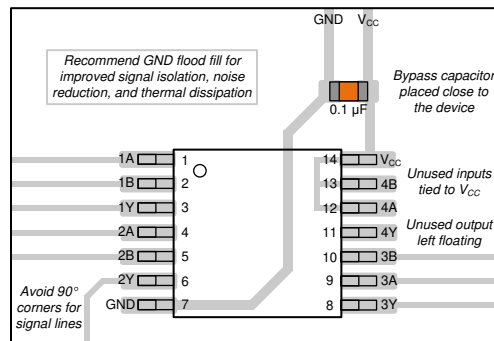 GND VCC
Recommend GND flood fill for
improved signal isolation, noise
reduction, and thermal dissipation
Bypass capacitor
placed close to
the device
0.1 µF
1A 1
1B 2
1Y 3
2A 4
2B 5
2Y 6
GND 7
14 VCC
13 4B
12 4A
11 4Y
10 3B
9 3A
8 3Y
Unused inputs
tied to VCC
Unused output
left floating
Avoid 90°
corners for
signal lines